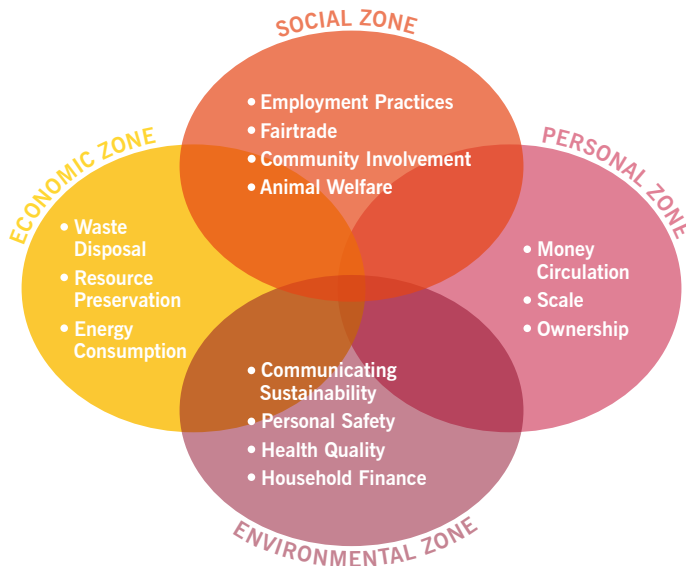 SOCIAL ZONE
• Employment Practices
• Fairtrade
• Community Involvement
• Animal Welfare
ECONOMIC ZONE
• Waste
Disposal
• Resource
Preservation
• Energy
Consumption
PERSONAL ZONE
• Money
Circulation
• Scale
• Ownership
• Communicating
Sustainability
• Personal Safety
• Health Quality
• Household Finance
ENVIRONMENTAL ZONE